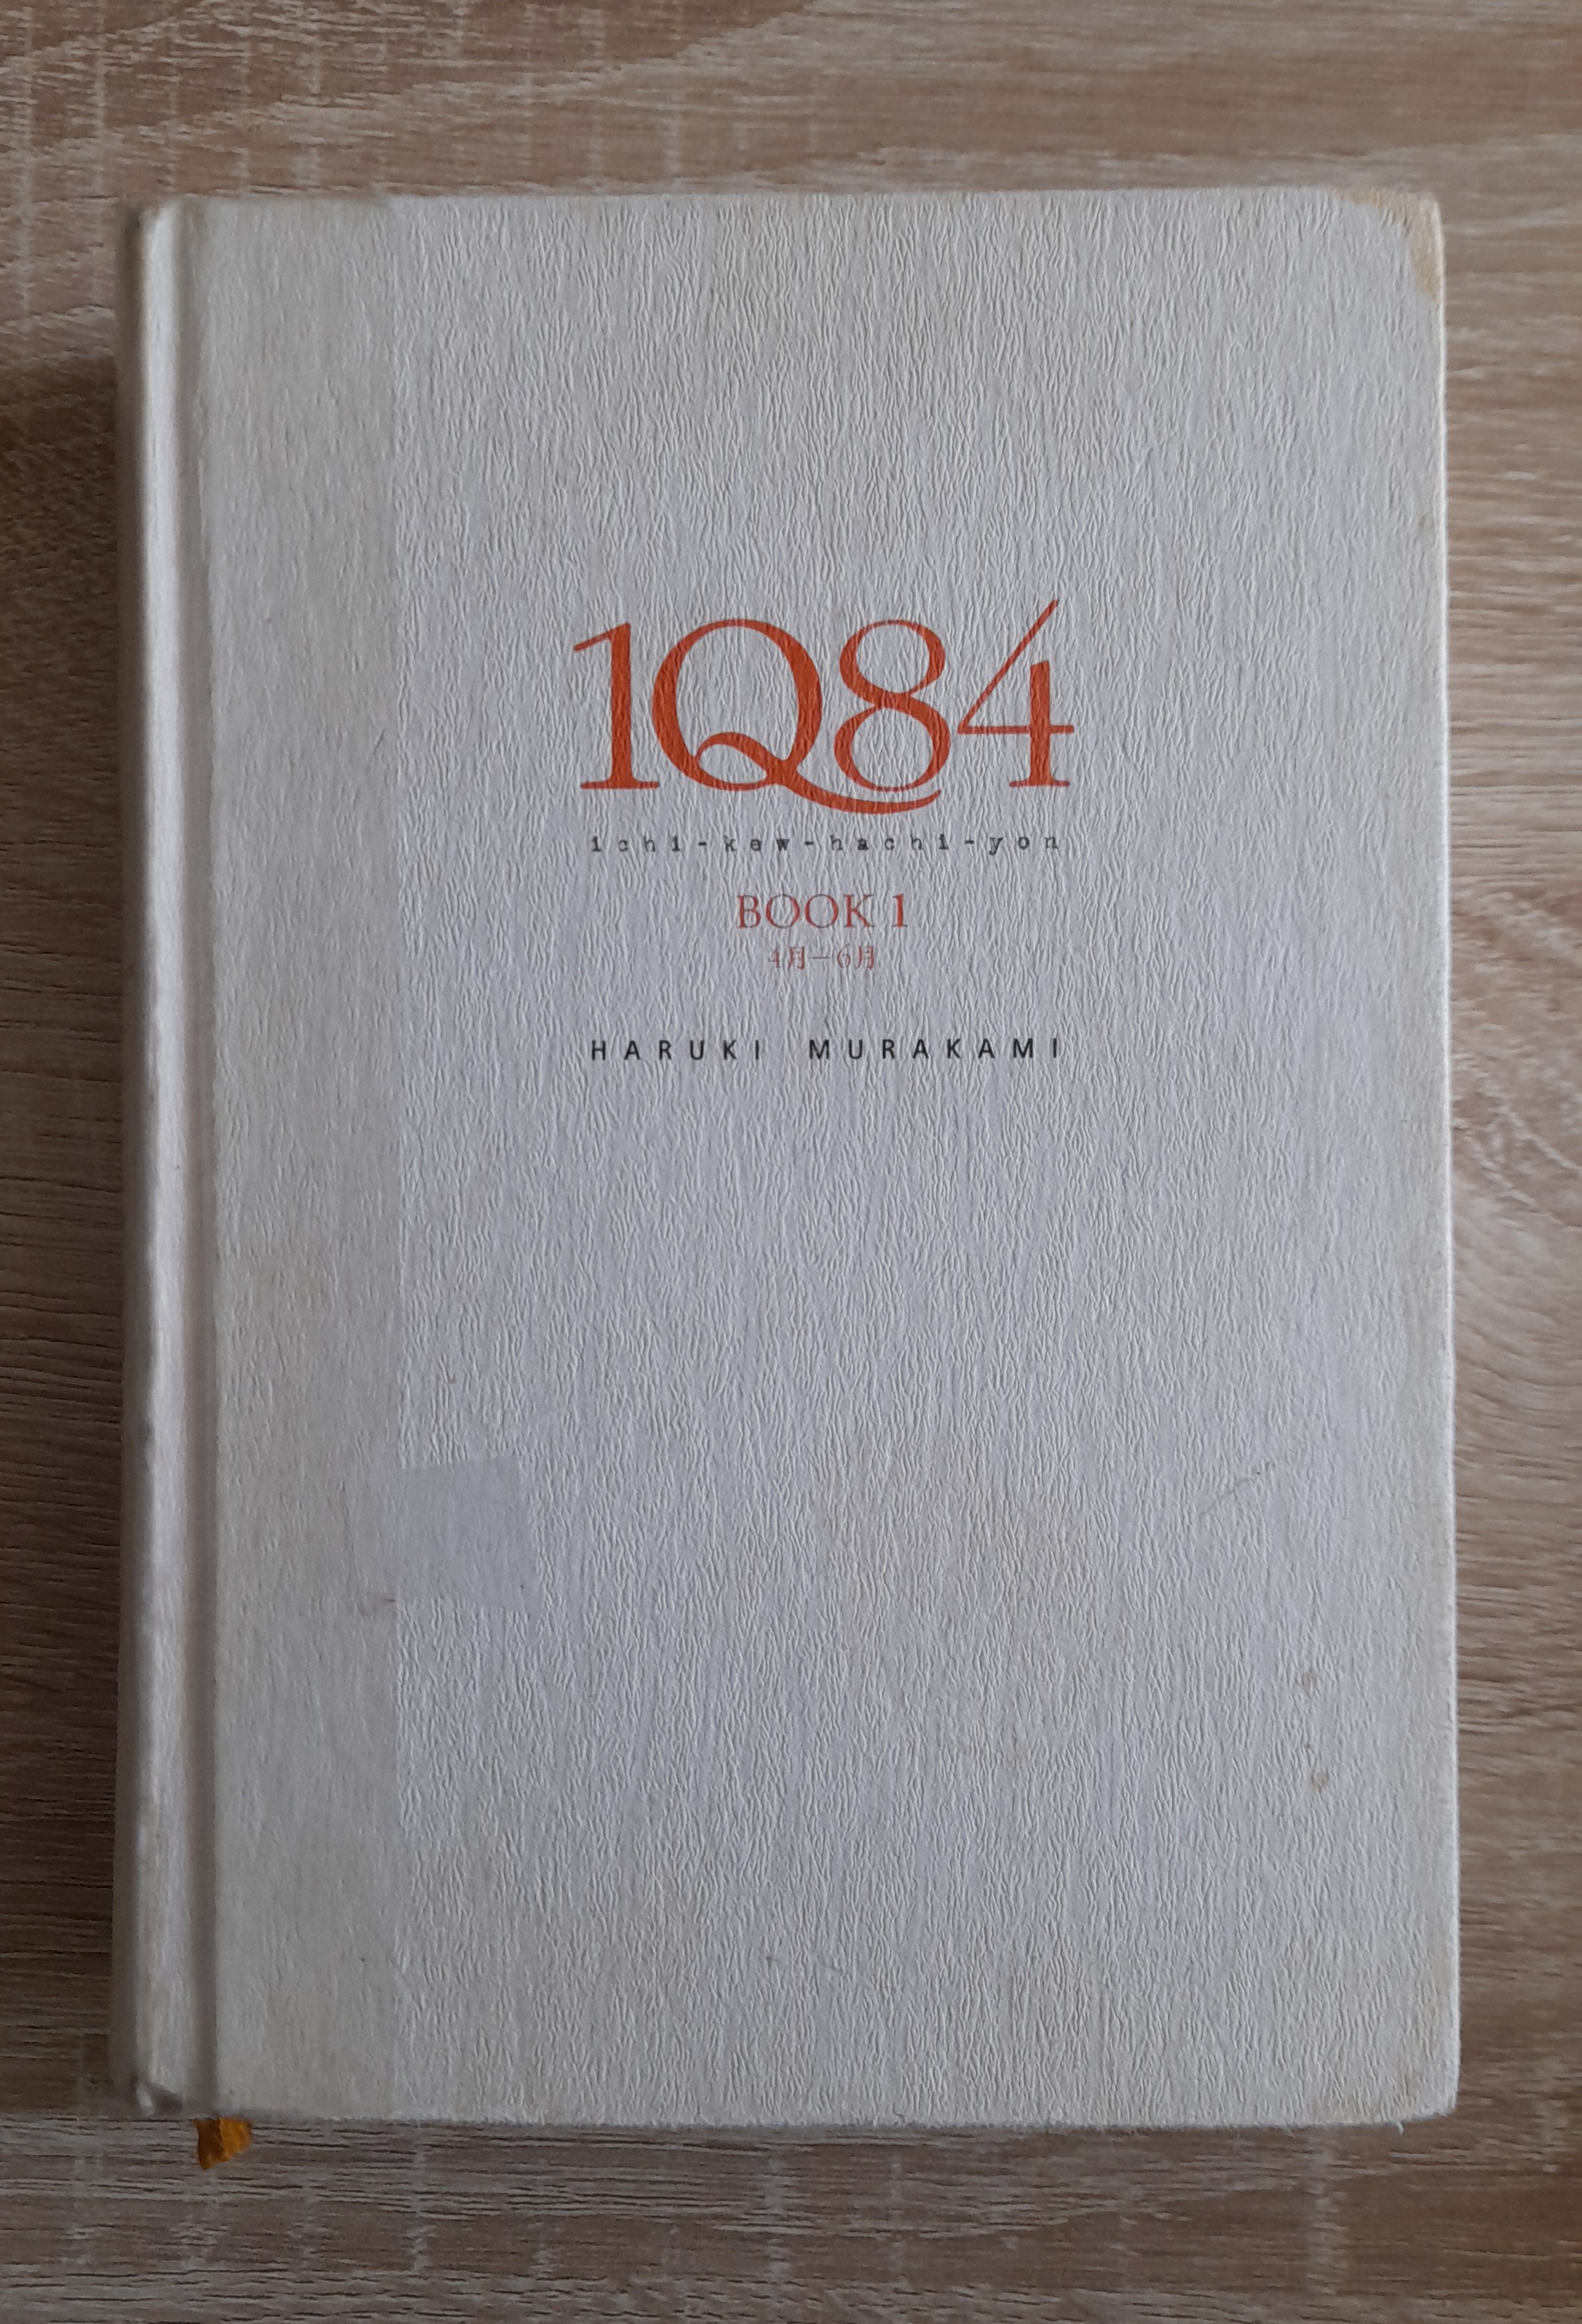 1Q84
ichi-kew-hachi-yon
BOOK 1
4月－6月
HARUKI MURAKAMI